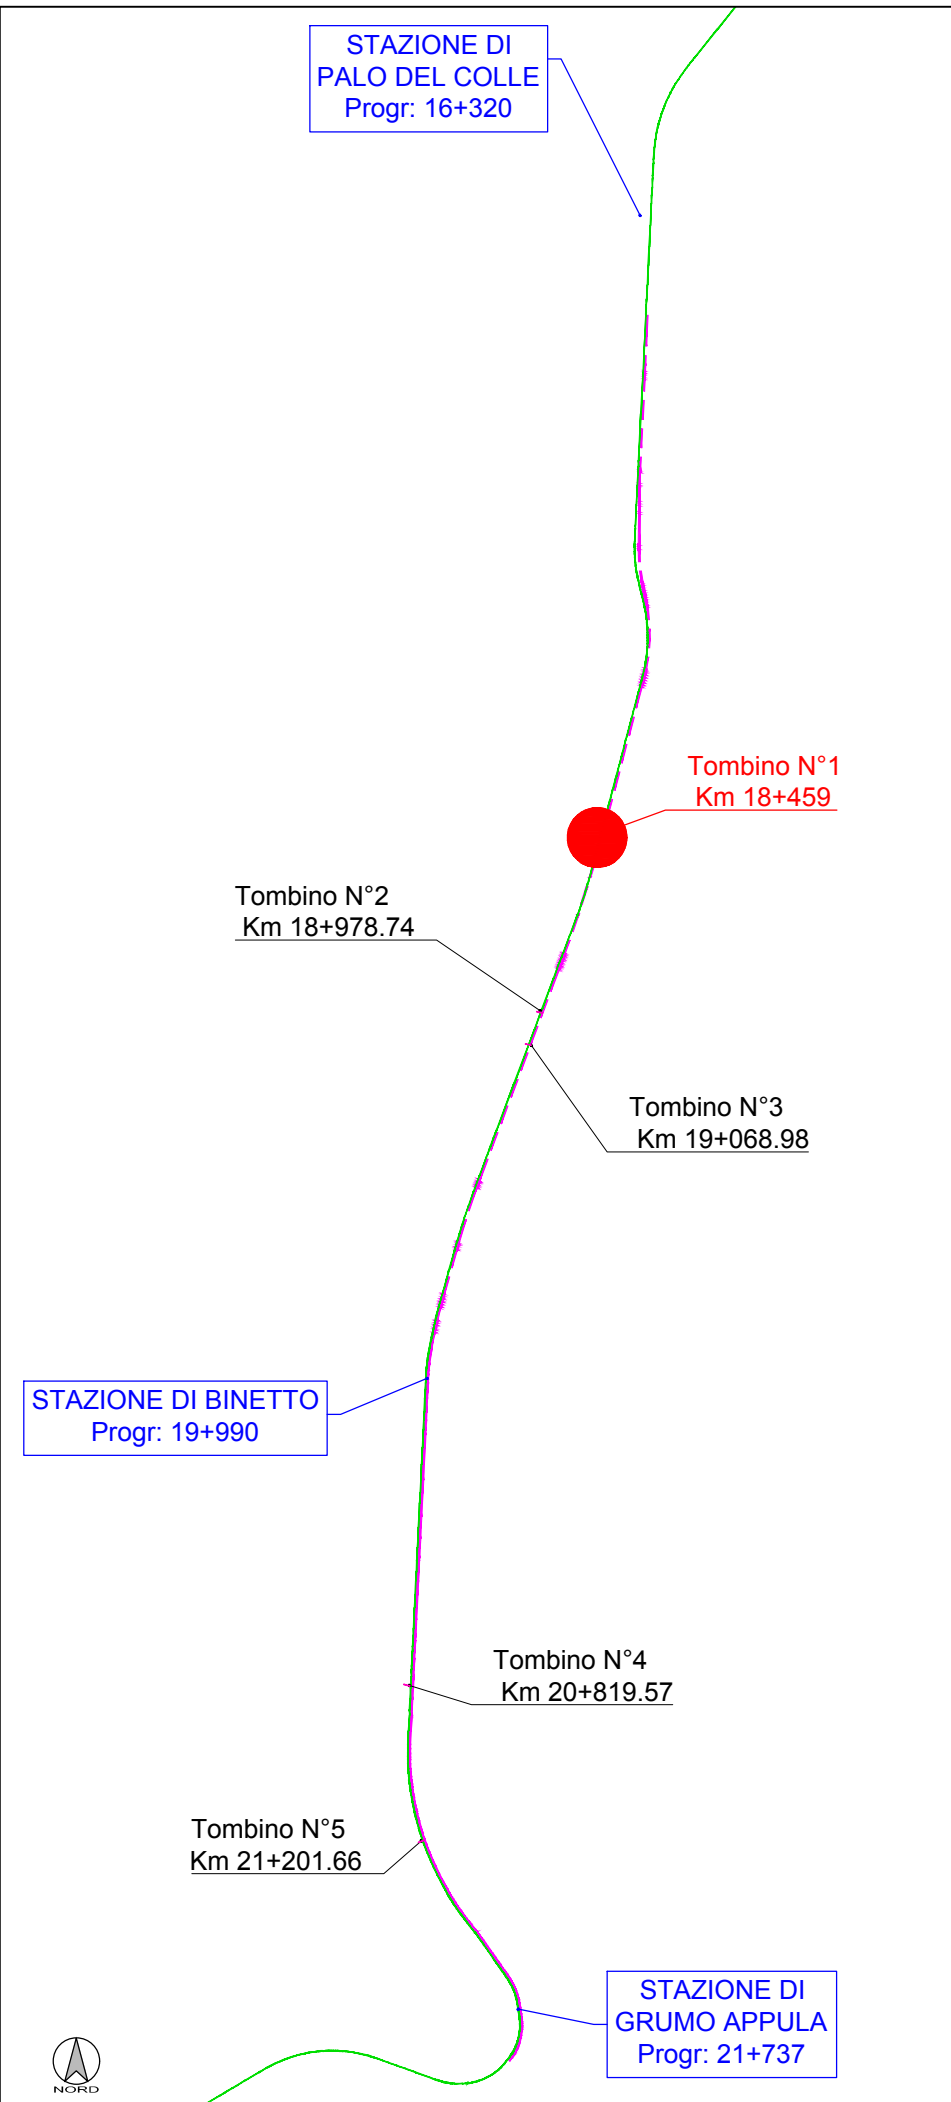 STAZIONE DI
PALO DEL COLLE
Progr: 16+320
Tombino N°1
Km 18+459
Tombino N°2
Km 18+978.74
Tombino N°3
Km 19+068.98
STAZIONE DI BINETTO
Progr: 19+990
Tombino N°4
Km 20+819.57
Tombino N°5
Km 21+201.66
STAZIONE DI
GRUMO APPULA
Progr: 21+737
NORD